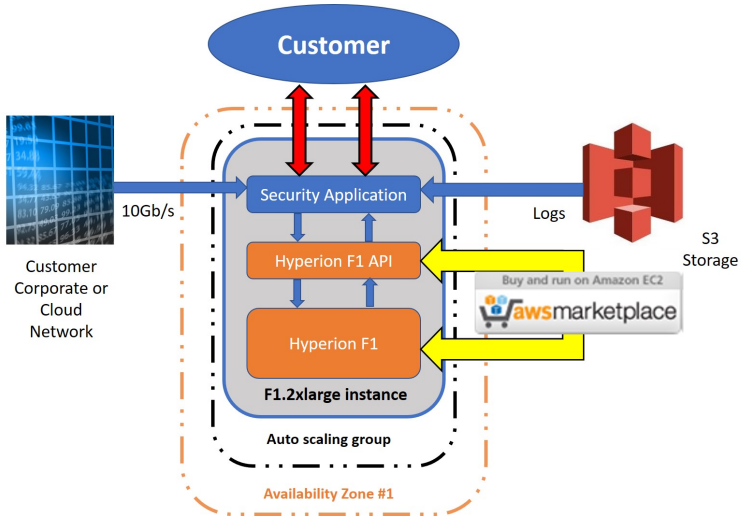 Customer
Security Application
10Gb/s
Logs
S3
Storage
Hyperion F1 API
Customer
Corporate or
Cloud
Network
Buy and run on Amazon EC2
awsmarketplace
Hyperion F1
F1.2xlarge instance
Auto scaling group
Availability Zone #1